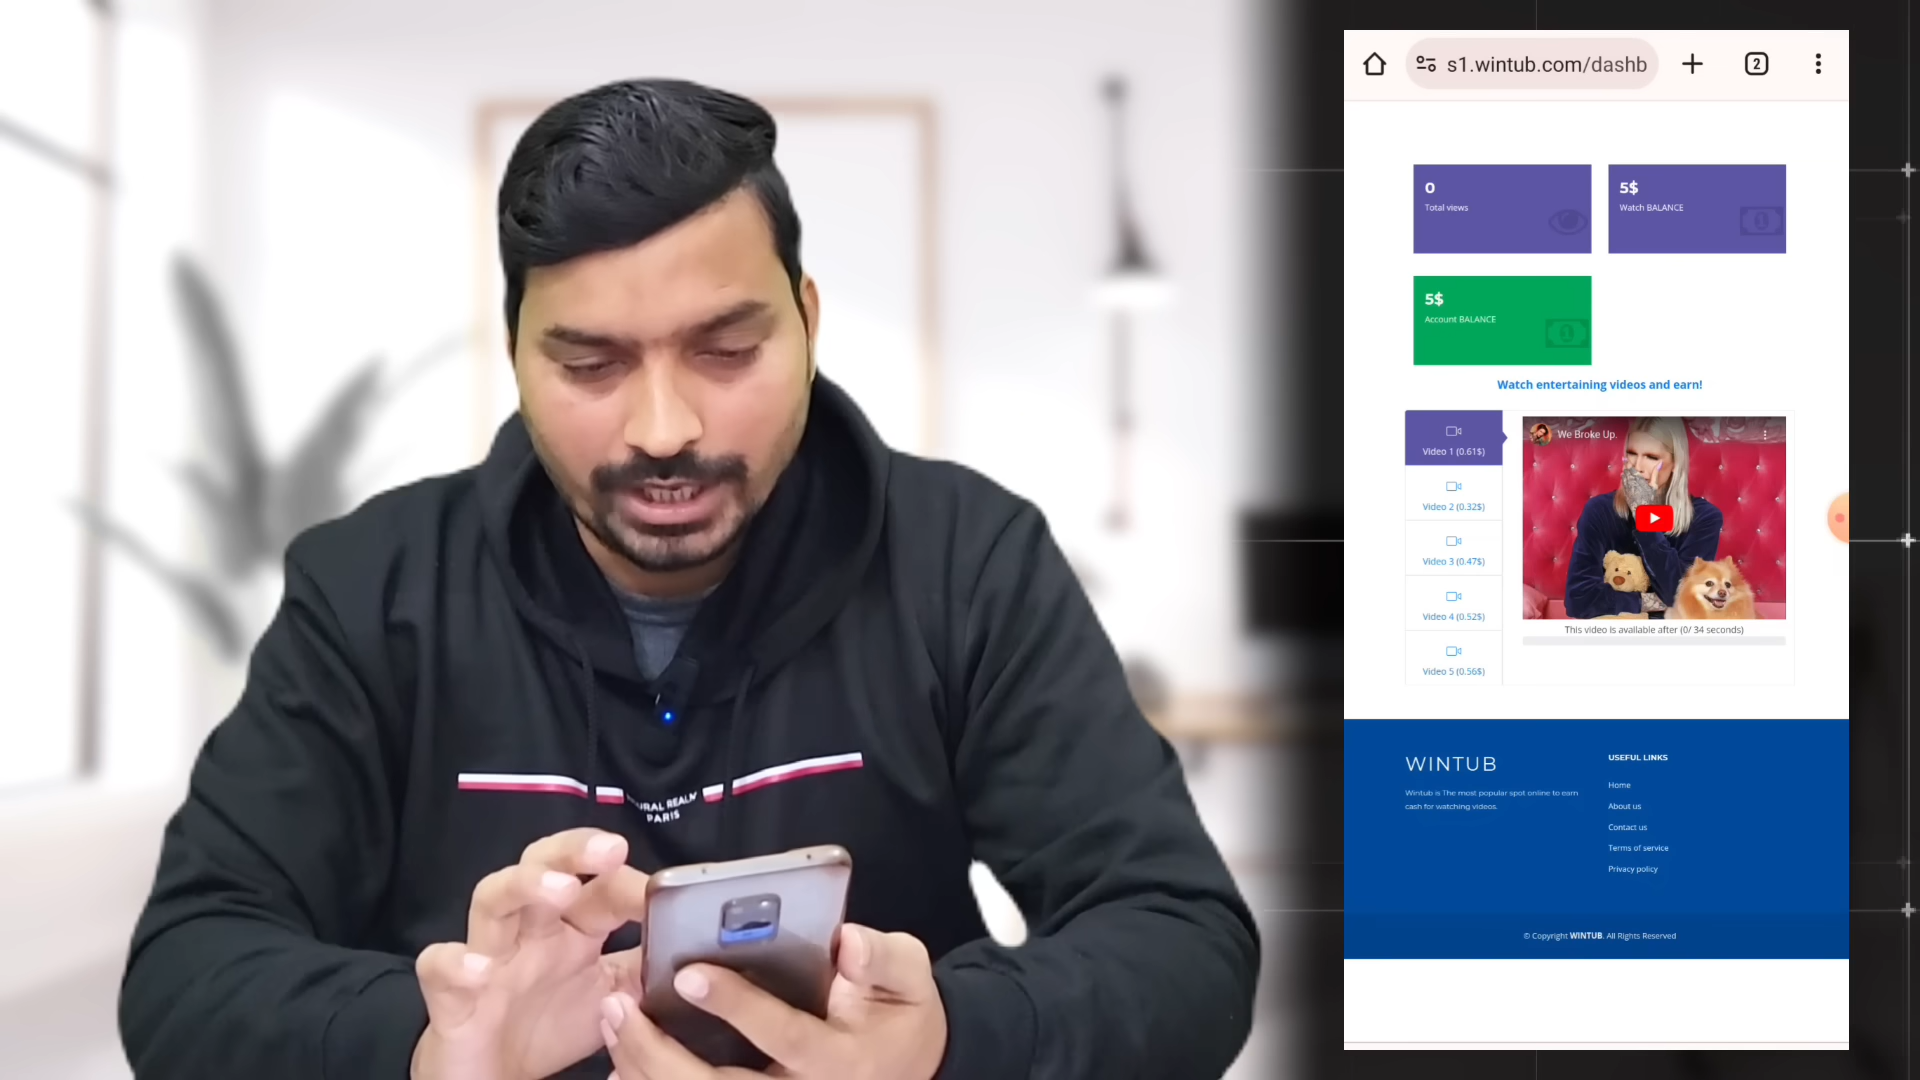 s1.wintub.com/dashb
2
0
Total views
5$
Watch BALANCE
5$
Account BALANCE
Watch entertaining videos and earn!
Video 1 (0.61$)
Video 2 (0.32$)
Video 3 (0.47$)
Video 4 (0.52$)
Video 5 (0.56$)
We Broke Up.
This video is available after (0/ 34 seconds)
WINTUB
Wintub is The most popular spot online to earn
cash for watching videos.
USEFUL LINKS
Home
About us
Contact us
Terms of service
Privacy policy
© Copyright WINTUB. All Rights Reserved
URAL REALM
PARIS